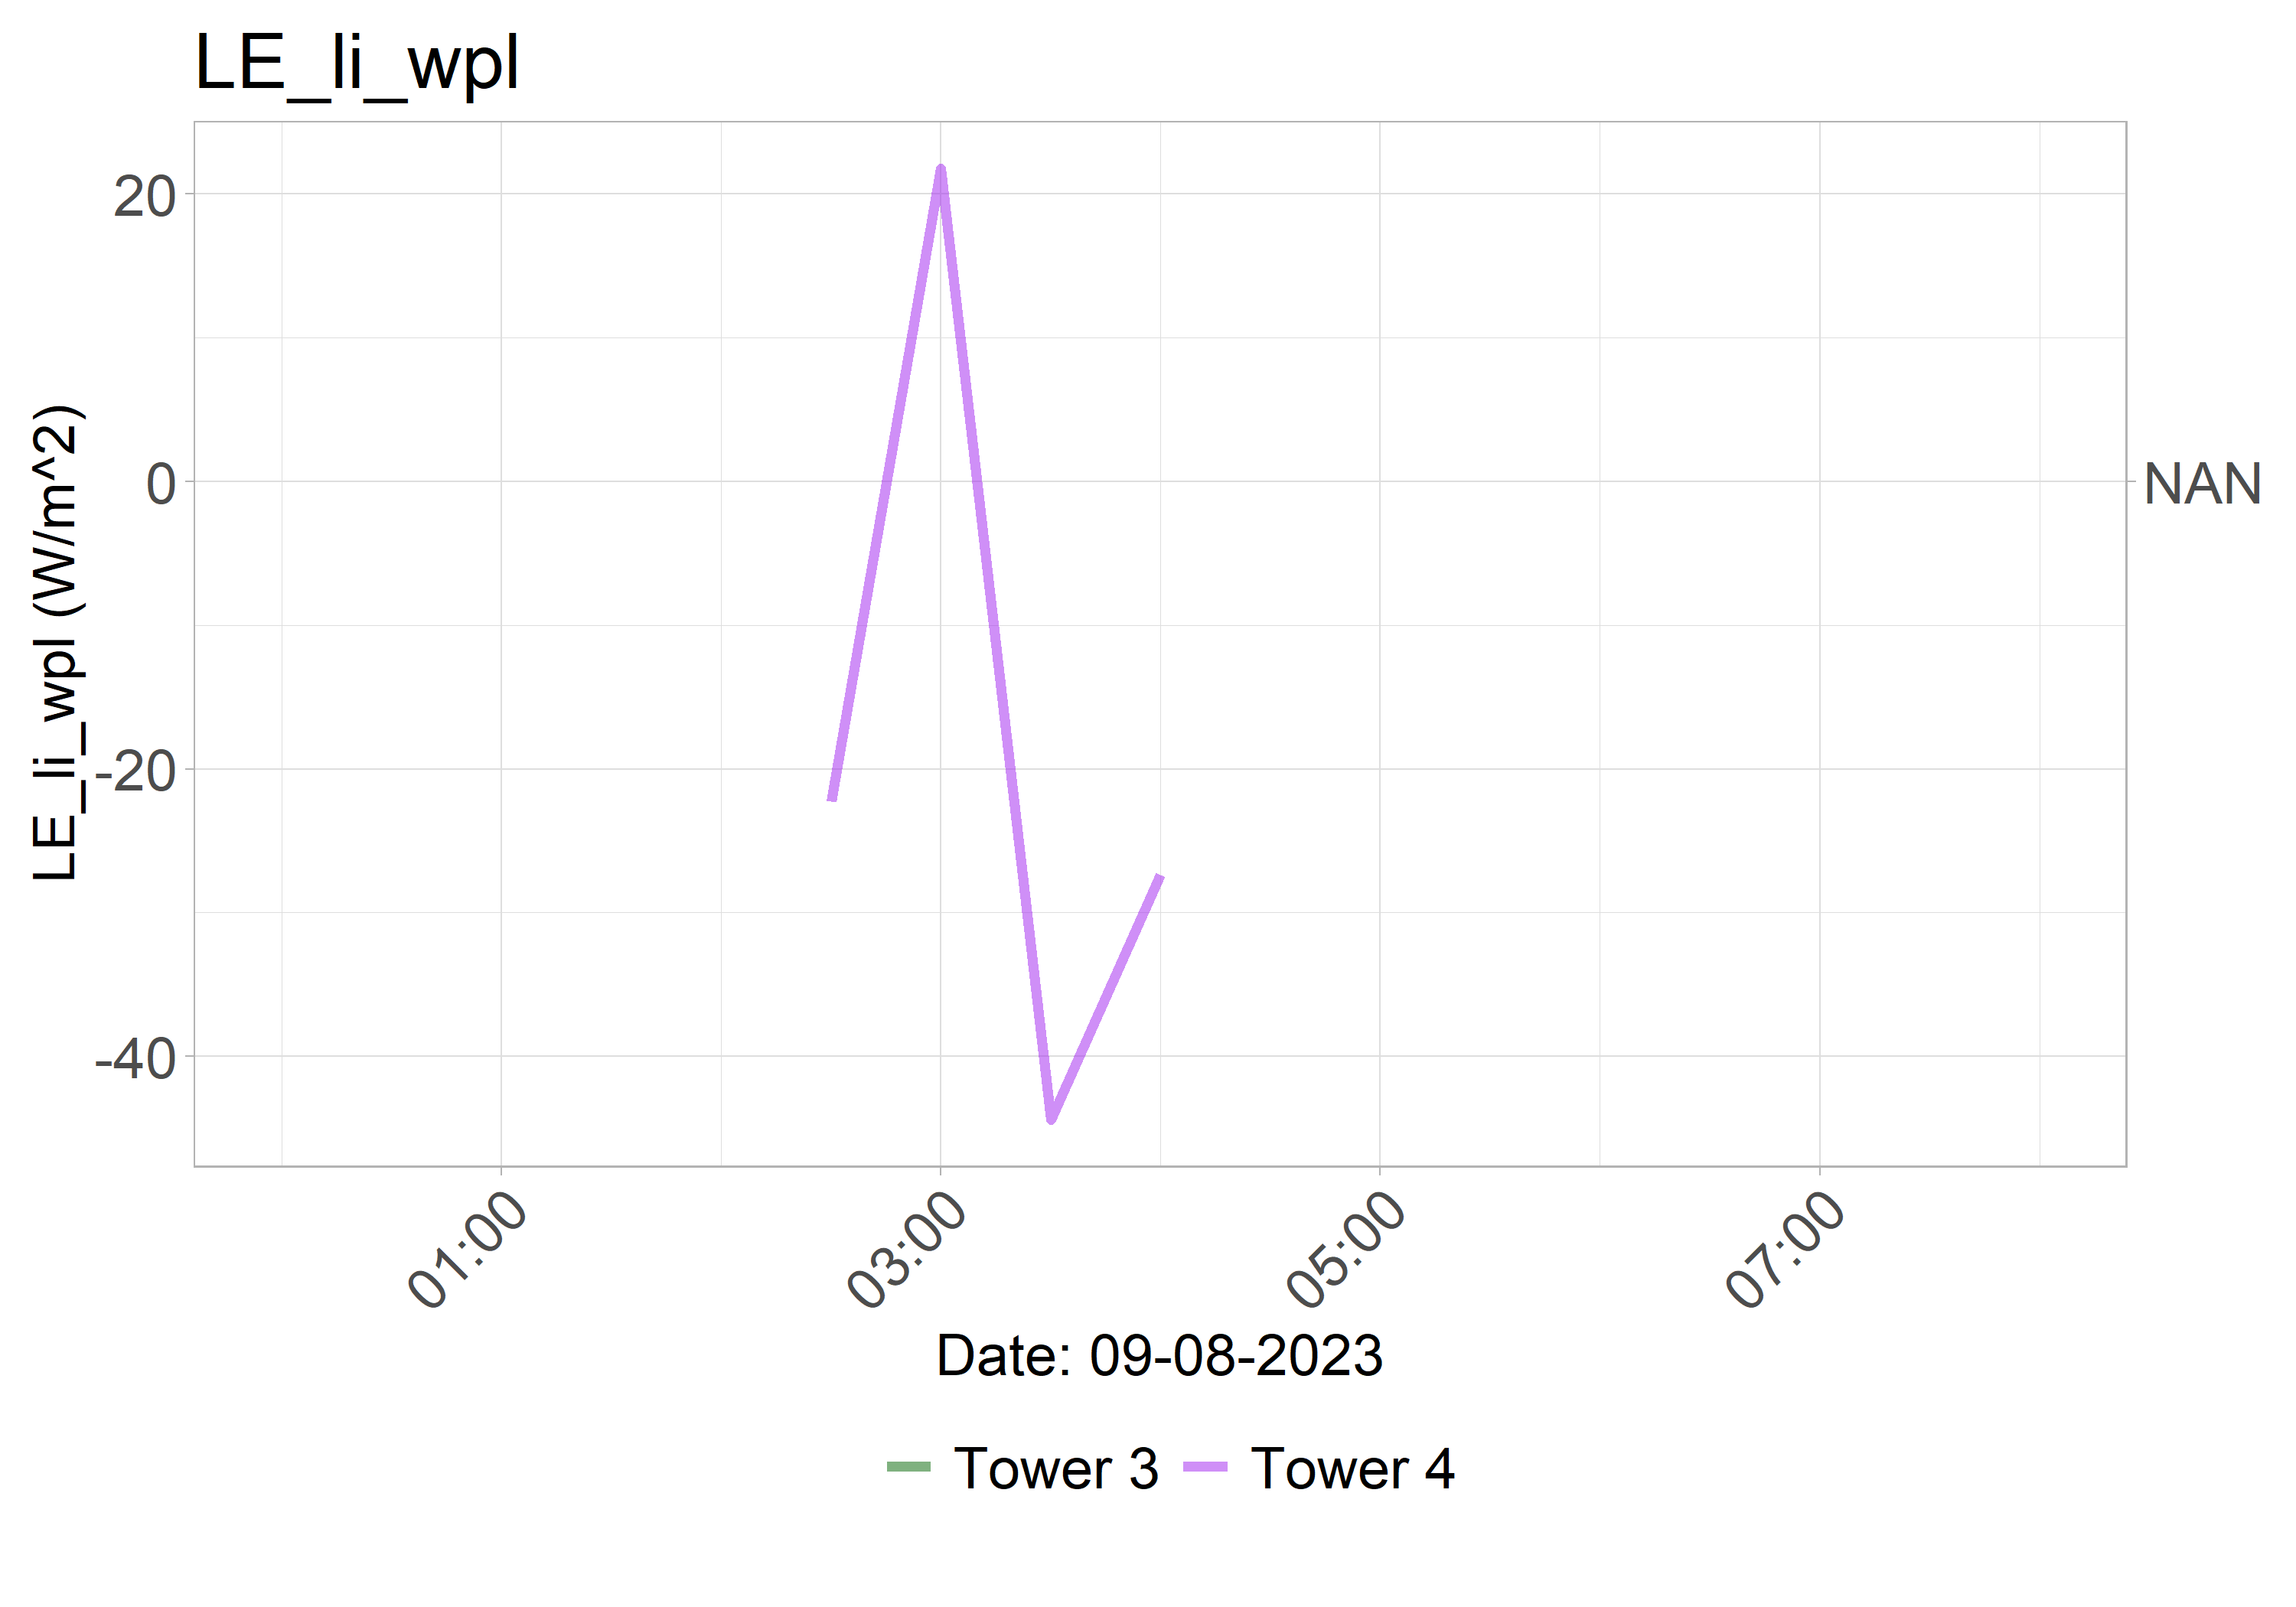 LE_li_wpl
LE_li_wpl (W/m^2)
20
0
-20
-40
NAN
01:00
03:00
05:00
07:00
Date: 09-08-2023
Tower 3
Tower 4